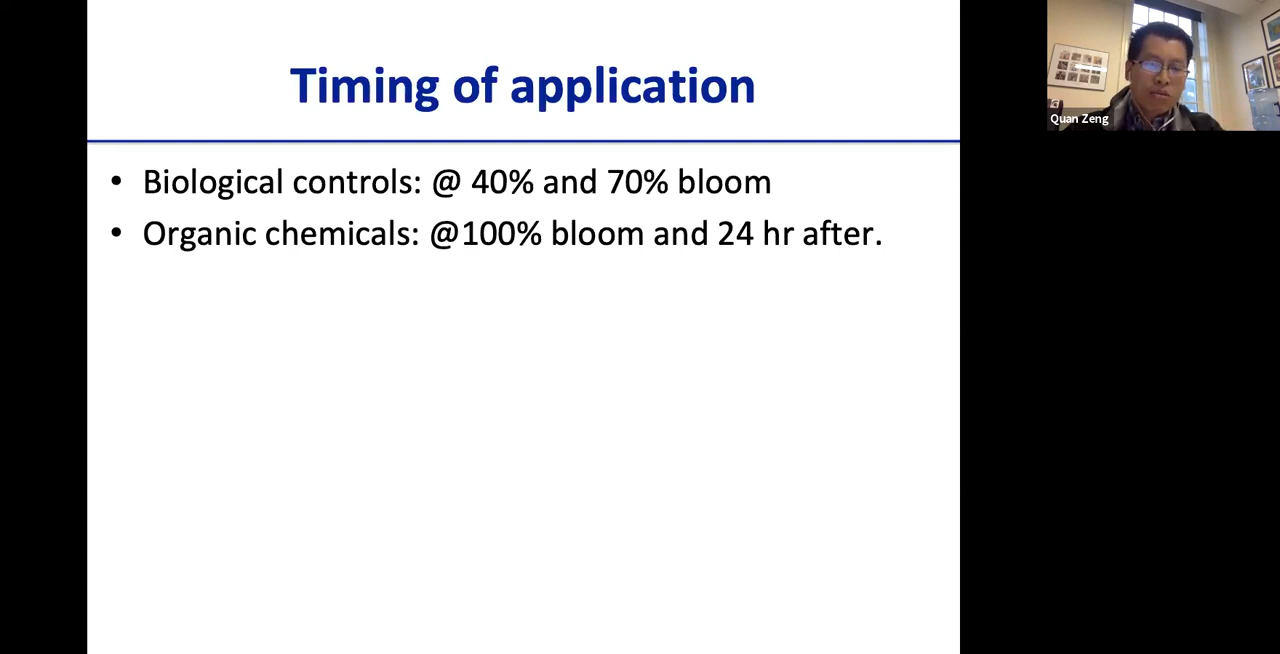 Timing of application
• Biological controls: @ 40% and 70% bloom
• Organic chemicals: @100% bloom and 24 hr after.
Quan Zeng